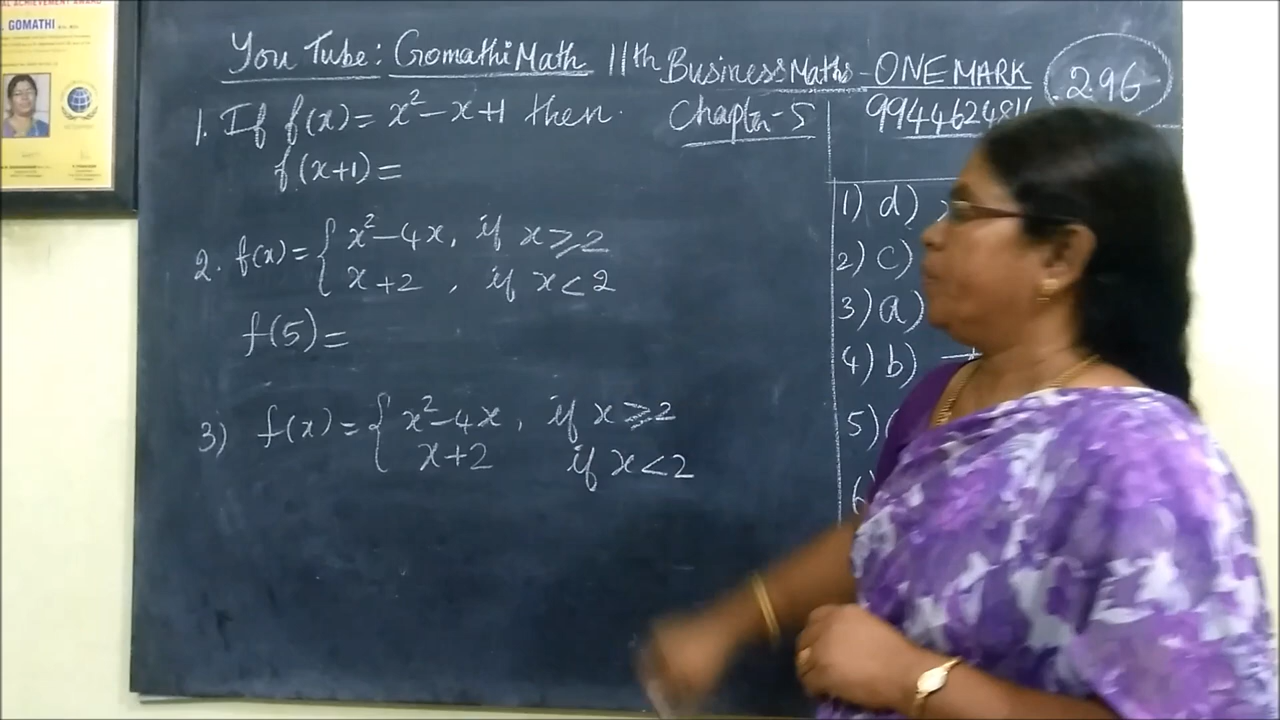 GOMATHI
You Tube: GomathiMath 11th Business Maths - ONE MARK
296
Chapter-5
1. If f(x) = x² - x + 1 then
f(x+1) =
2. f(x) = { x² - 4x, if x ≥ 2
x + 2, if x < 2
f(5) =
3) f(x) = { x² - 4x, if x ≥ 2
x + 2 if x < 2
1) d)
2) c)
3) a)
4) b)
5)